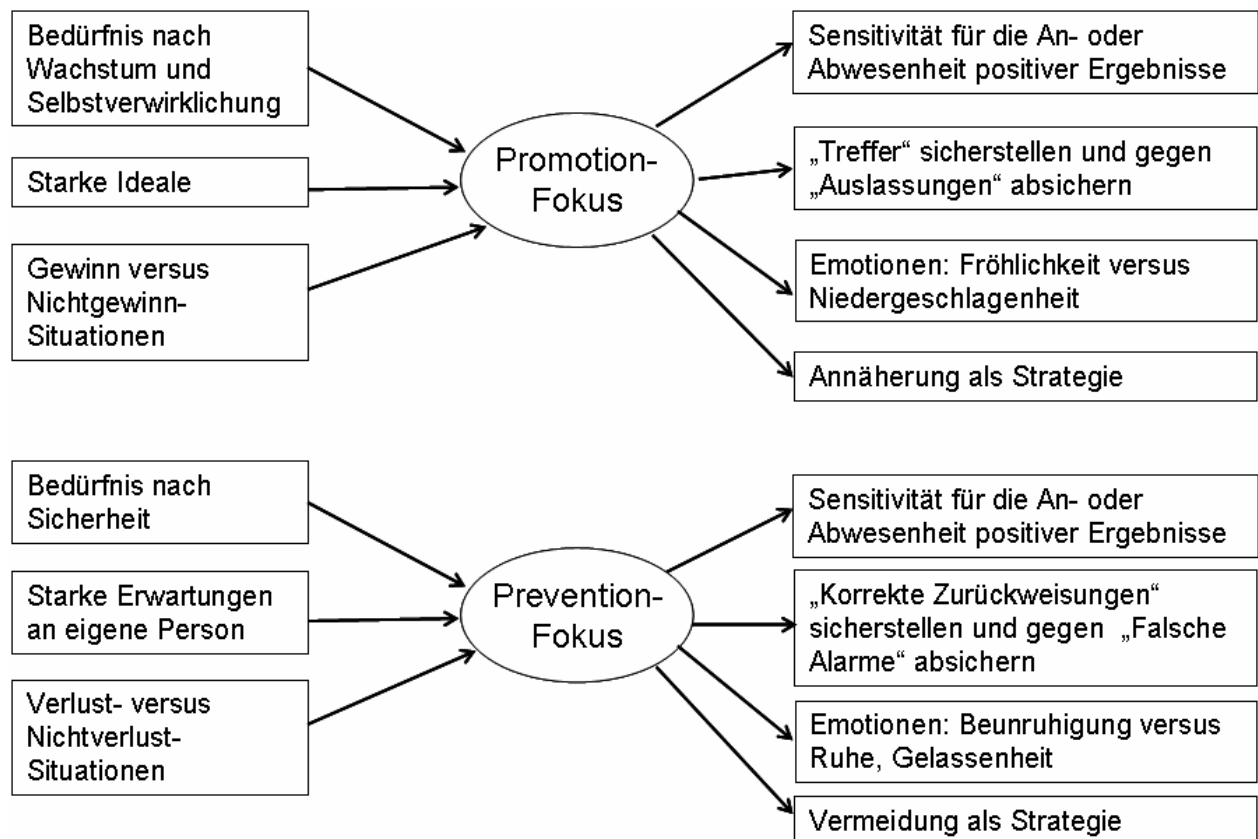 Bedürfnis nach
Wachstum und
Selbstverwirklichung
Starke Ideale
Gewinn versus
Nichtgewinn-
Situationen
Promotion-
Fokus
Sensitivität für die An- oder
Abwesenheit positiver Ergebnisse
„Treffer“ sicherstellen und gegen
„Auslassungen“ absichern
Emotionen: Fröhlichkeit versus
Niedergeschlagenheit
Annäherung als Strategie
Bedürfnis nach
Sicherheit
Starke Erwartungen
an eigene Person
Verlust- versus
Nichtverlust-
Situationen
Prevention-
Fokus
Sensitivität für die An- oder
Abwesenheit positiver Ergebnisse
„Korrekte Zurückweisungen“
sicherstellen und gegen „Falsche
Alarme“ absichern
Emotionen: Beunruhigung versus
Ruhe, Gelassenheit
Vermeidung als Strategie